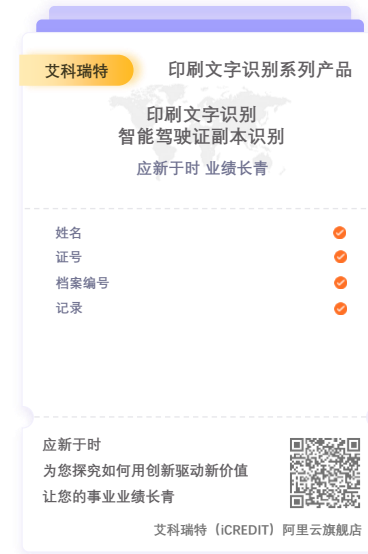 艾科瑞特
印刷文字识别系列产品
印刷文字识别
智能驾驶证副本识别
应新于时 业绩长青
姓名
证号
档案编号
记录
应新于时
为您探究如何用创新驱动新价值
让您的事业业绩长青
艾科瑞特（iCREDIT）阿里云旗舰店